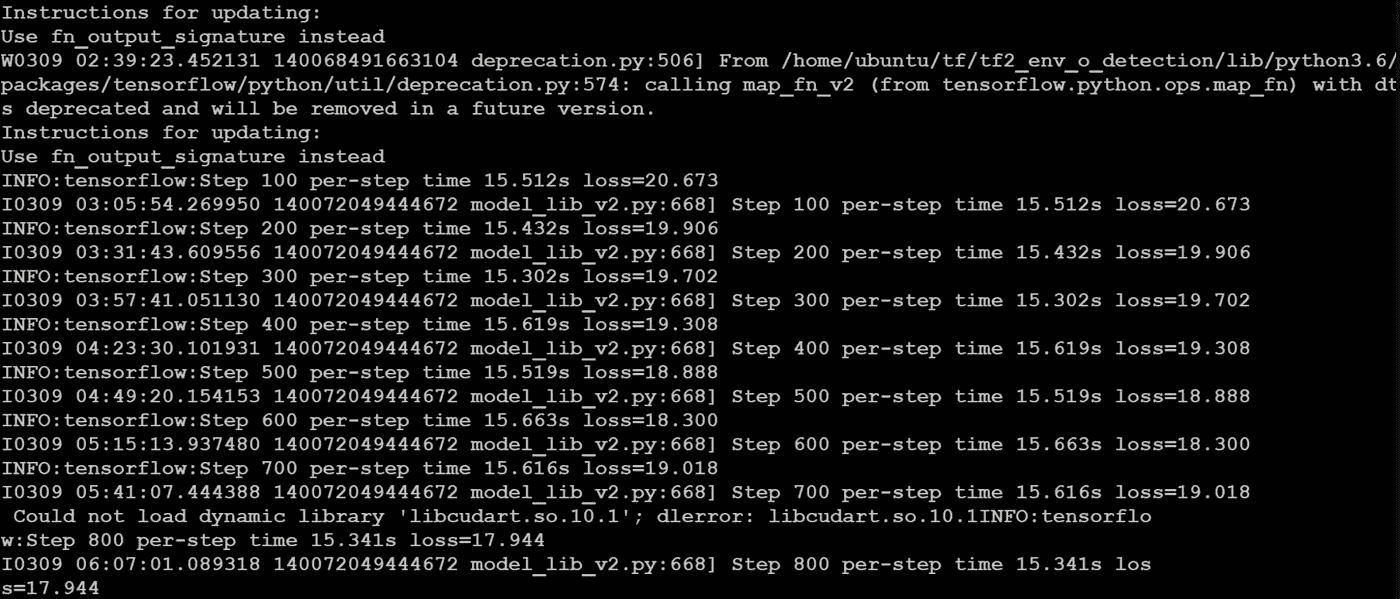 Instructions for updating:
Use fn_output_signature instead
W0309 02:39:23.452131 140068491663104 deprecation.py:506] From /home/ubuntu/tf/tf2_env_o_detection/lib/python3.6/
packages/tensorflow/python/util/deprecation.py:574: calling map_fn_v2 (from tensorflow.python.ops.map_fn) with dt
s deprecated and will be removed in a future version.
Instructions for updating:
Use fn_output_signature instead
INFO:tensorflow:Step 100 per-step time 15.512s loss=20.673
I0309 03:05:54.269950 140072049444672 model_lib_v2.py:668] Step 100 per-step time 15.512s loss=20.673
INFO:tensorflow:Step 200 per-step time 15.432s loss=19.906
I0309 03:31:43.609556 140072049444672 model_lib_v2.py:668] Step 200 per-step time 15.432s loss=19.906
INFO:tensorflow:Step 300 per-step time 15.302s loss=19.702
I0309 03:57:41.051130 140072049444672 model_lib_v2.py:668] Step 300 per-step time 15.302s loss=19.702
INFO:tensorflow:Step 400 per-step time 15.619s loss=19.308
I0309 04:23:30.101931 140072049444672 model_lib_v2.py:668] Step 400 per-step time 15.619s loss=19.308
INFO:tensorflow:Step 500 per-step time 15.519s loss=18.888
I0309 04:49:20.154153 140072049444672 model_lib_v2.py:668] Step 500 per-step time 15.519s loss=18.888
INFO:tensorflow:Step 600 per-step time 15.663s loss=18.300
I0309 05:15:13.937480 140072049444672 model_lib_v2.py:668] Step 600 per-step time 15.663s loss=18.300
INFO:tensorflow:Step 700 per-step time 15.616s loss=19.018
I0309 05:41:07.444388 140072049444672 model_lib_v2.py:668] Step 700 per-step time 15.616s loss=19.018
 Could not load dynamic library 'libcudart.so.10.1'; dlerror: libcudart.so.10.1INFO:tensorflo
w:Step 800 per-step time 15.341s loss=17.944
I0309 06:07:01.089318 140072049444672 model_lib_v2.py:668] Step 800 per-step time 15.341s los
s=17.944